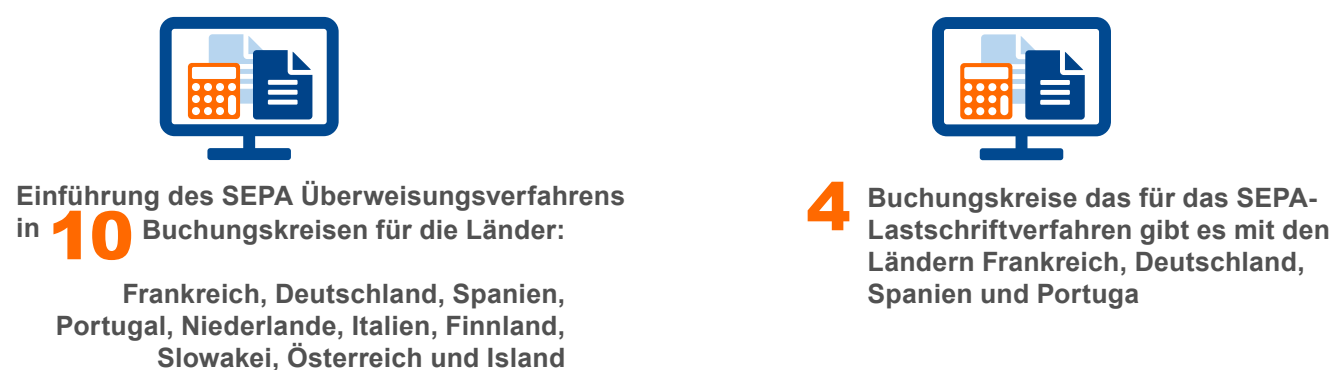 Einführung des SEPA Überweisungsverfahrens
in 10 Buchungskreisen für die Länder:
Frankreich, Deutschland, Spanien,
Portugal, Niederlande, Italien, Finnland,
Slowakei, Österreich und Island
4 Buchungskreise das für das SEPA-
Lastschriftverfahren gibt es mit den
Ländern Frankreich, Deutschland,
Spanien und Portuga